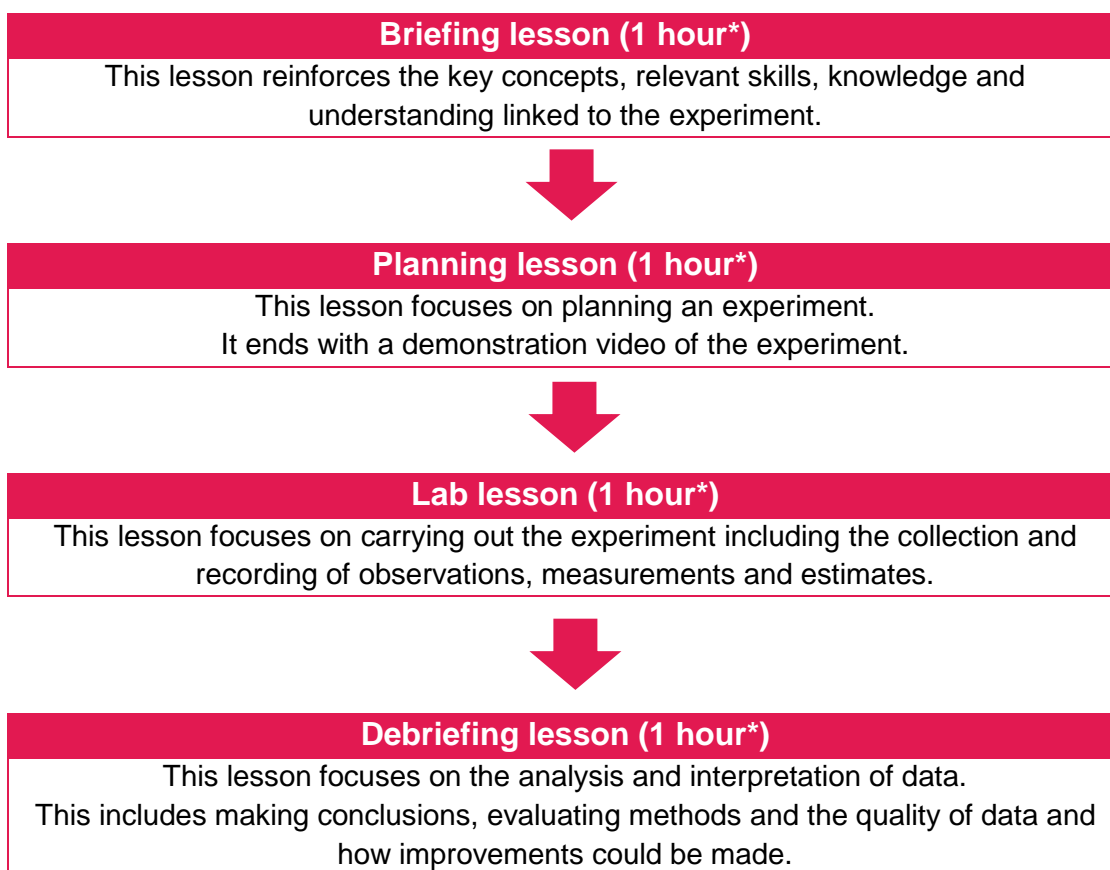 Briefing lesson (1 hour*)
This lesson reinforces the key concepts, relevant skills, knowledge and
understanding linked to the experiment.
Planning lesson (1 hour*)
This lesson focuses on planning an experiment.
It ends with a demonstration video of the experiment.
Lab lesson (1 hour*)
This lesson focuses on carrying out the experiment including the collection and
recording of observations, measurements and estimates.
Debriefing lesson (1 hour*)
This lesson focuses on the analysis and interpretation of data.
This includes making conclusions, evaluating methods and the quality of data and
how improvements could be made.